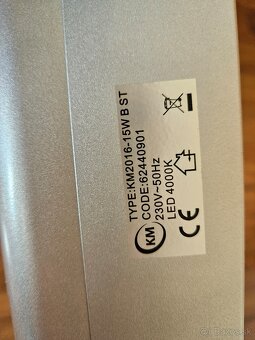 TYPE:KM2016-15W B ST
CODE:62440901
230V~50Hz
LED 4000K
KM
CE